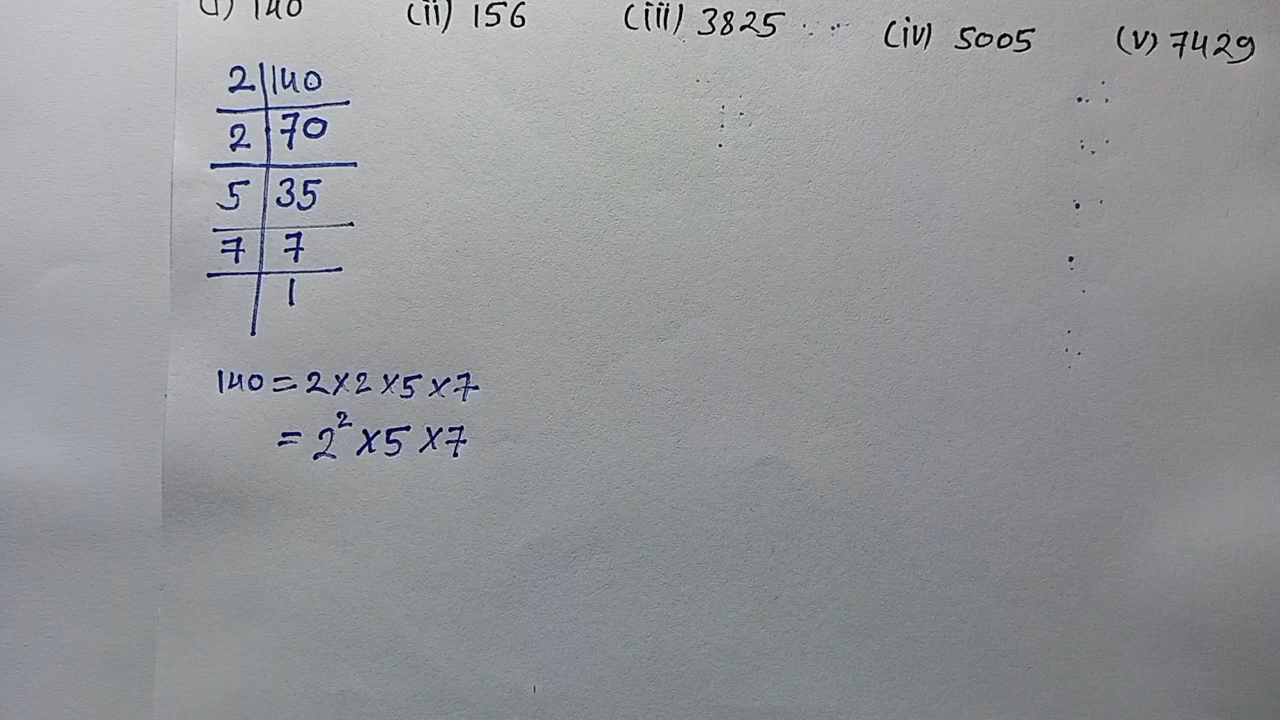 (i) 140 (ii) 156 (iii) 3825 (iv) 5005 (v) 7429
2 140
2 70
5 35
7 7
1
140 = 2 × 2 × 5 × 7
= 2² × 5 × 7